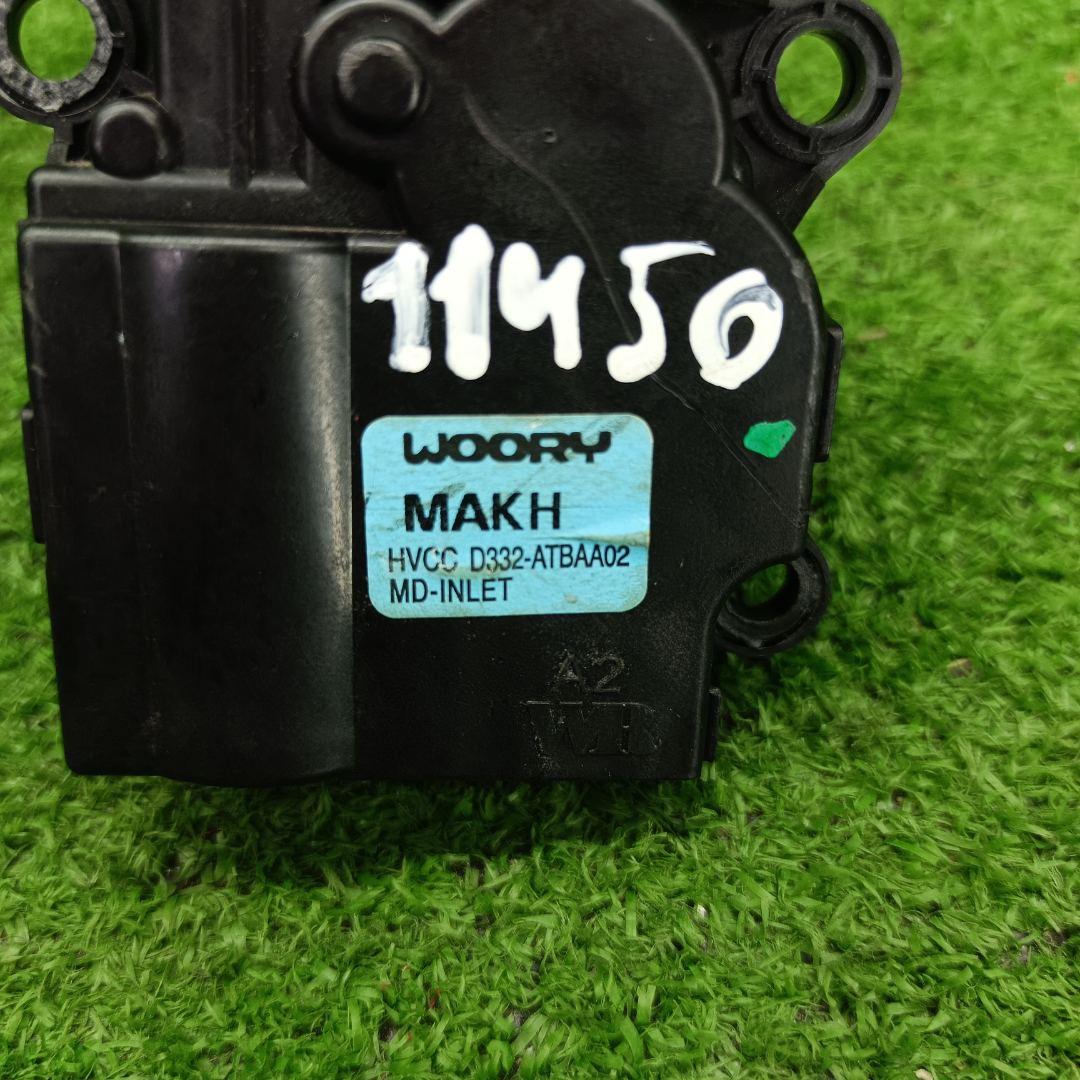 11450
WOORY
MAKH
HVCC D332-ATBAA02
MD-INLET
A2